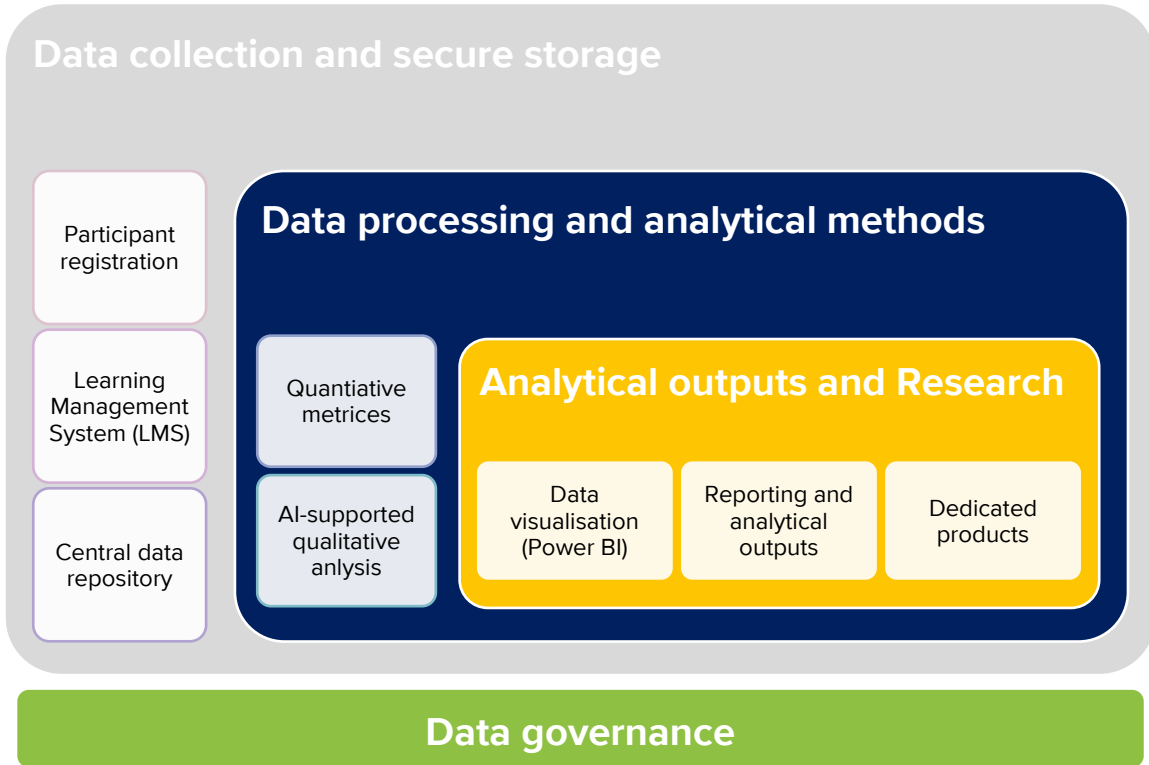 Data collection and secure storage
Participant
registration
Learning
Management
System (LMS)
Central data
repository
Data processing and analytical methods
Quantiative
metrices
AI-supported
qualitative
anlysis
Analytical outputs and Research
Data
visualisation
(Power BI)
Reporting and
analytical
outputs
Dedicated
products
Data governance